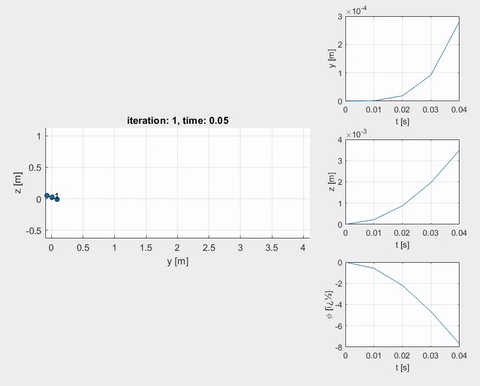 iteration: 1, time: 0.05
1
0.5
0
-0.5
z [m]
0 0.5 1 1.5 2 2.5 3 3.5 4
y [m]
1
×10⁻⁴
3
2
1
0
y [m]
0 0.01 0.02 0.03 0.04
t [s]
×10⁻³
4
3
2
1
0
z [m]
0 0.01 0.02 0.03 0.04
t [s]
0
-2
-4
-6
-8
ϕ [ï¿½]
0 0.01 0.02 0.03 0.04
t [s]